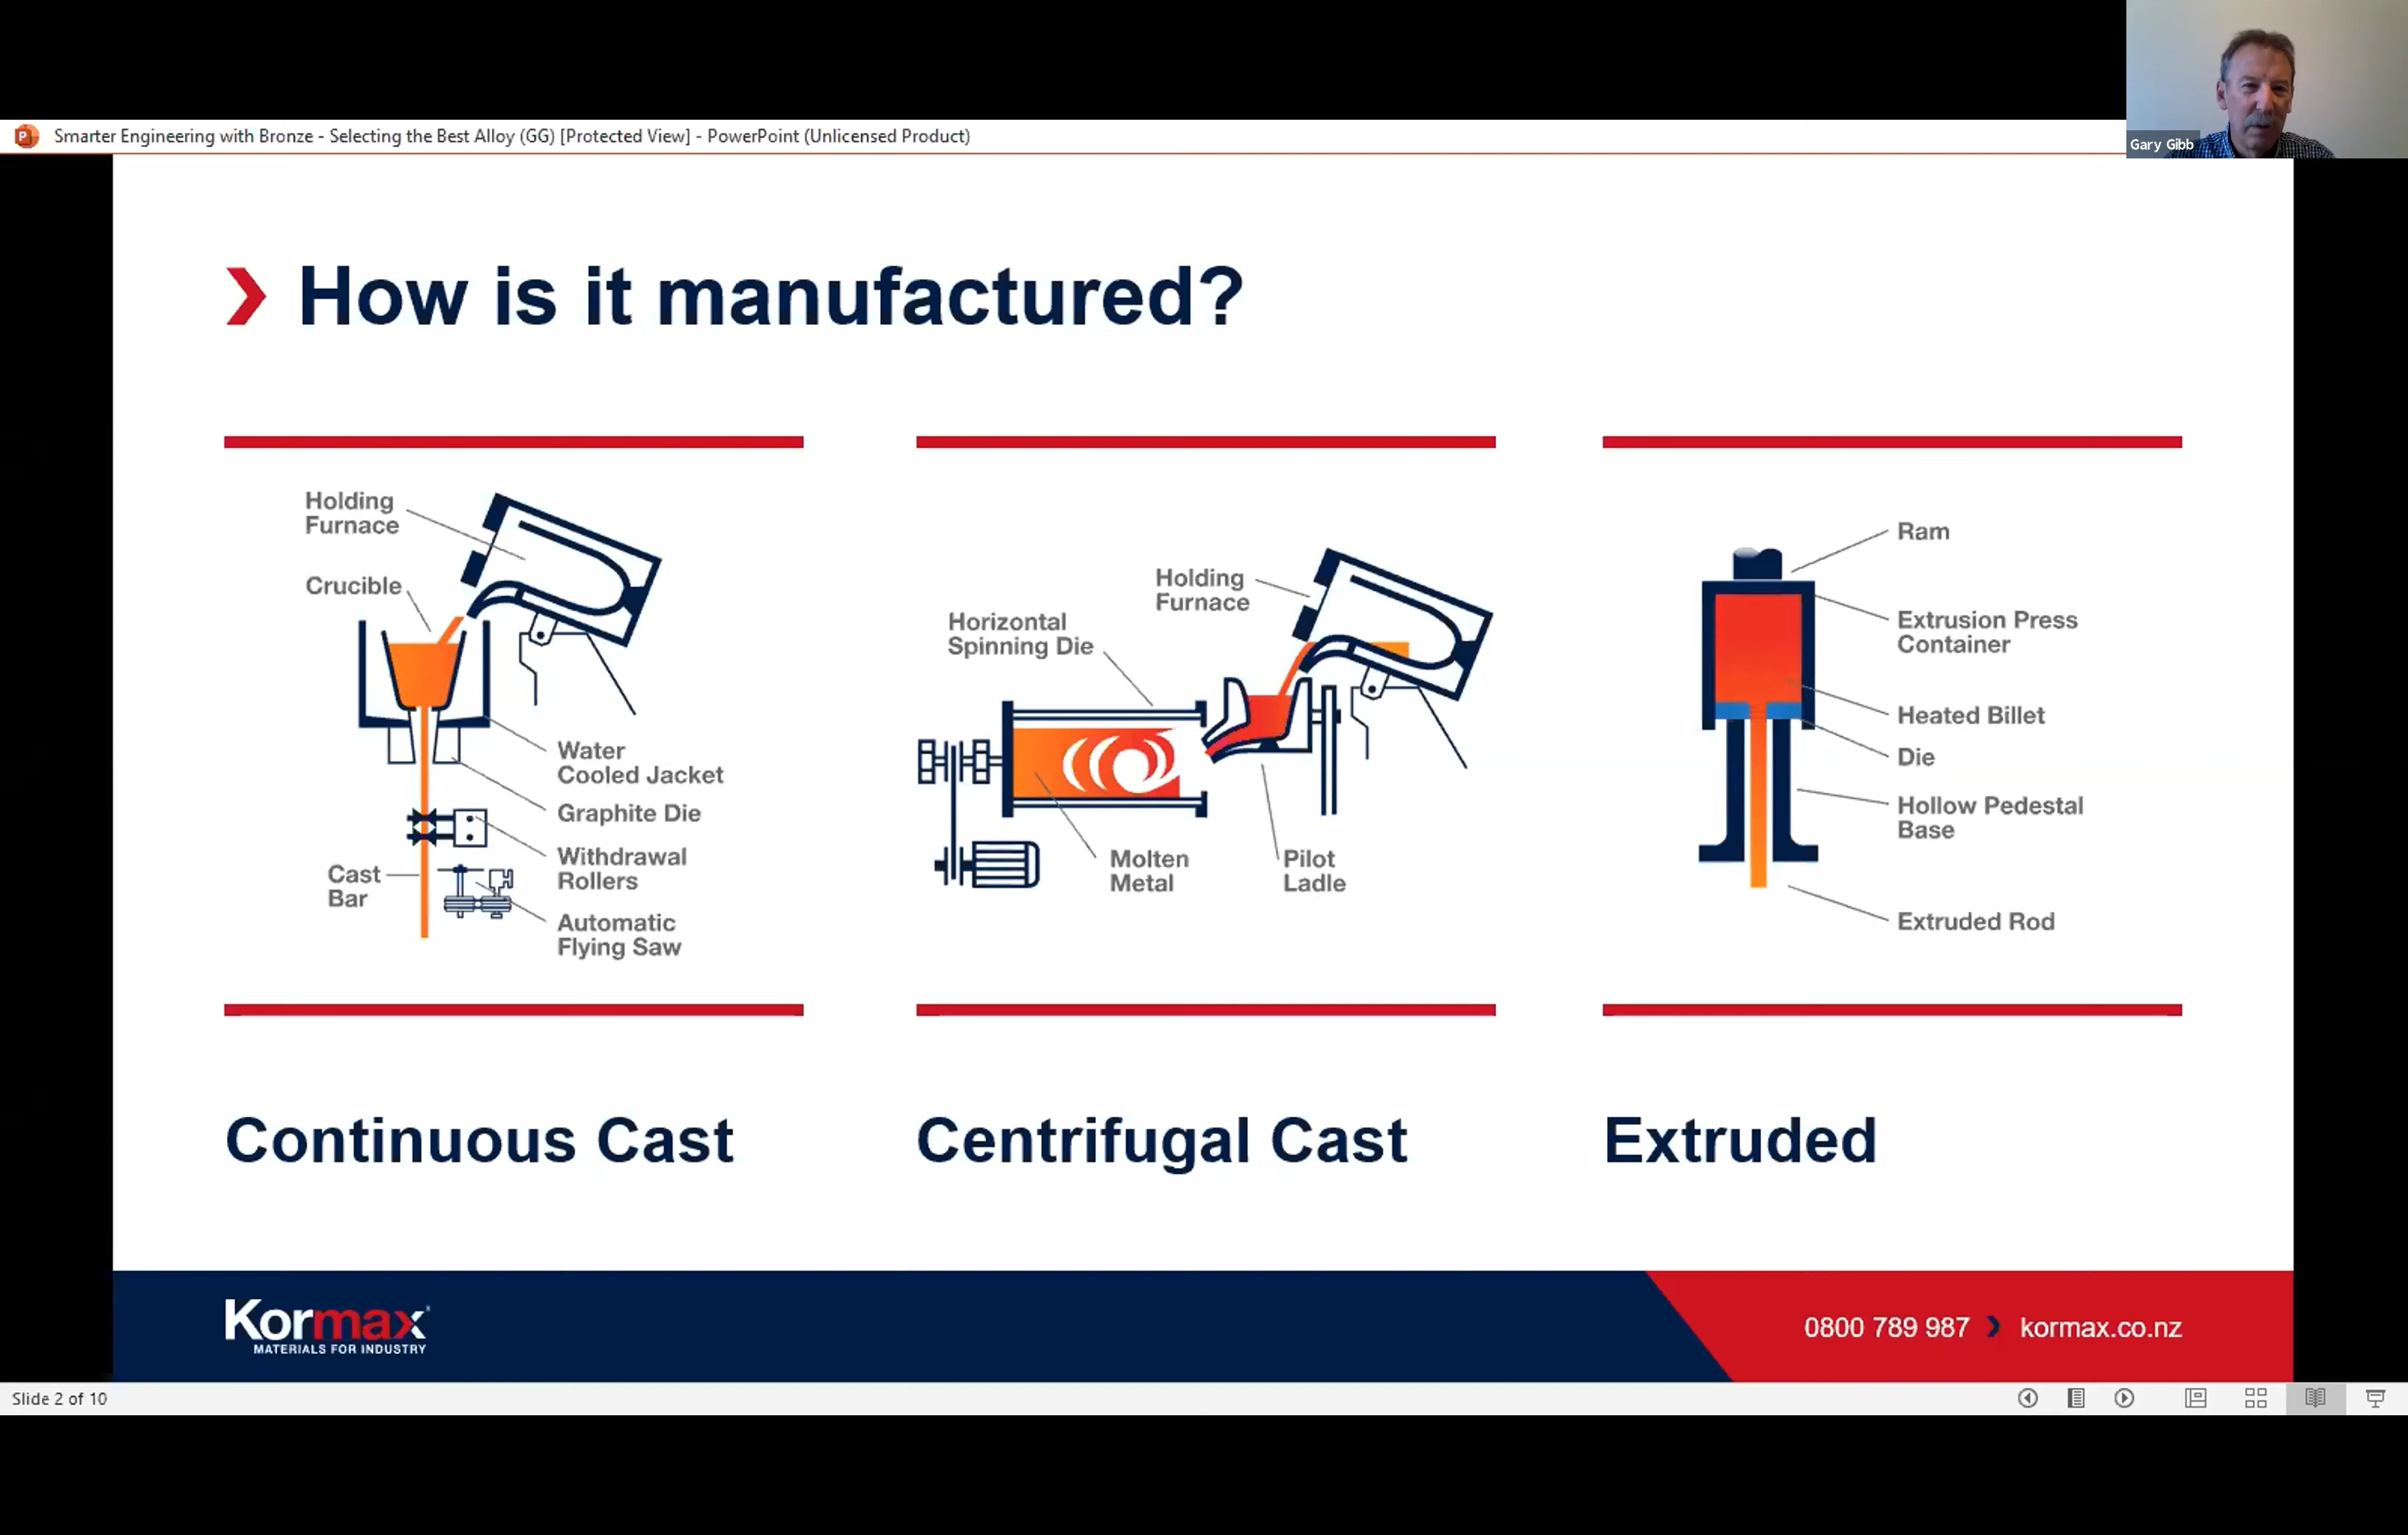 Gary Gibb
Smarter Engineering with Bronze - Selecting the Best Alloy (GG) [Protected View] - PowerPoint (Unlicensed Product)
How is it manufactured?
Holding
Furnace
Crucible
Water
Cooled Jacket
Graphite Die
Withdrawal
Rollers
Cast
Bar
Automatic
Flying Saw
Holding
Furnace
Horizontal
Spinning Die
Molten
Metal
Pilot
Ladle
Ram
Extrusion Press
Container
Heated Billet
Die
Hollow Pedestal
Base
Extruded Rod
Continuous Cast
Centrifugal Cast
Extruded
Kormax
MATERIALS FOR INDUSTRY
0800 789 987 kormax.co.nz
Slide 2 of 10